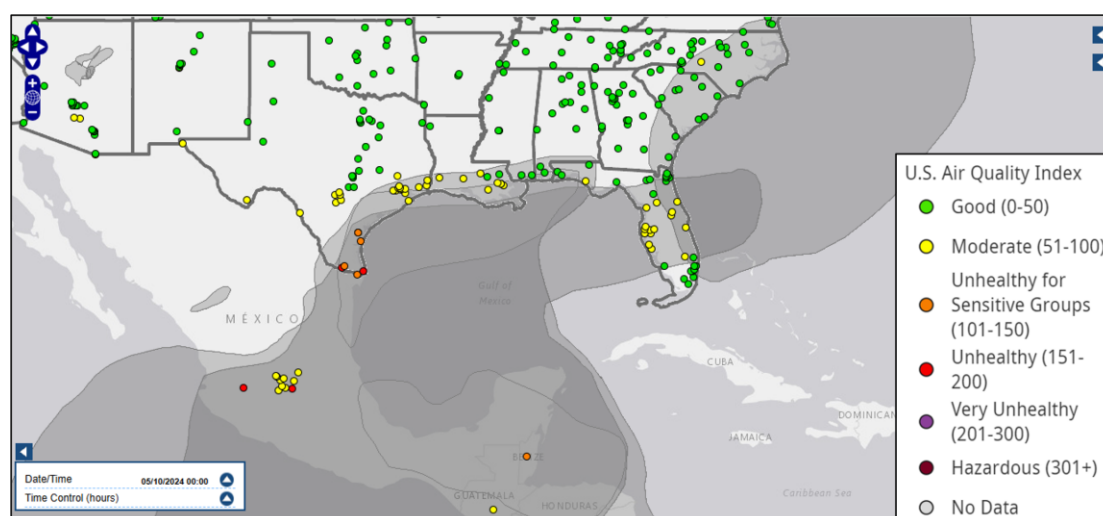 +
−
Gulf of
Mexico
MÉXICO
CUBA
DOMINICAN
JAMAICA
BELIZE
GUATEMALA
HONDURAS
Caribbean Sea
Date/Time 05/10/2024 00:00
Time Control (hours)
U.S. Air Quality Index
Good (0-50)
Moderate (51-100)
Unhealthy for
Sensitive Groups
(101-150)
Unhealthy (151-
200)
Very Unhealthy
(201-300)
Hazardous (301+)
No Data